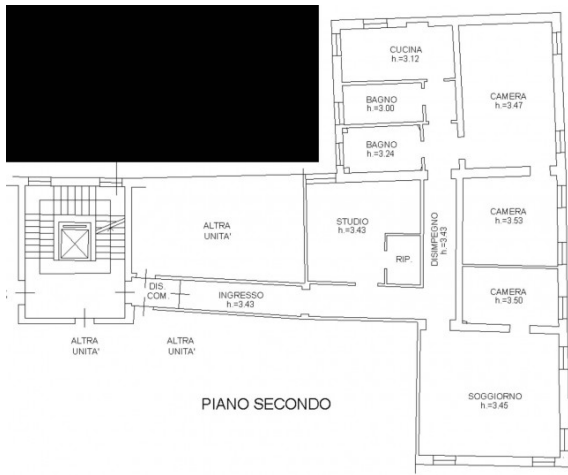 CUCINA
h.=3.12
BAGNO
h.=3.00
CAMERA
h.=3.47
BAGNO
h.=3.24
ALTRA
UNITA'
STUDIO
h.=3.43
DISIMPEGNO
h.=3.43
CAMERA
h.=3.53
RIP.
DIS.
COM.
INGRESSO
h.=3.43
CAMERA
h.=3.50
ALTRA
UNITA'
ALTRA
UNITA'
SOGGIORNO
h.=3.45
PIANO SECONDO